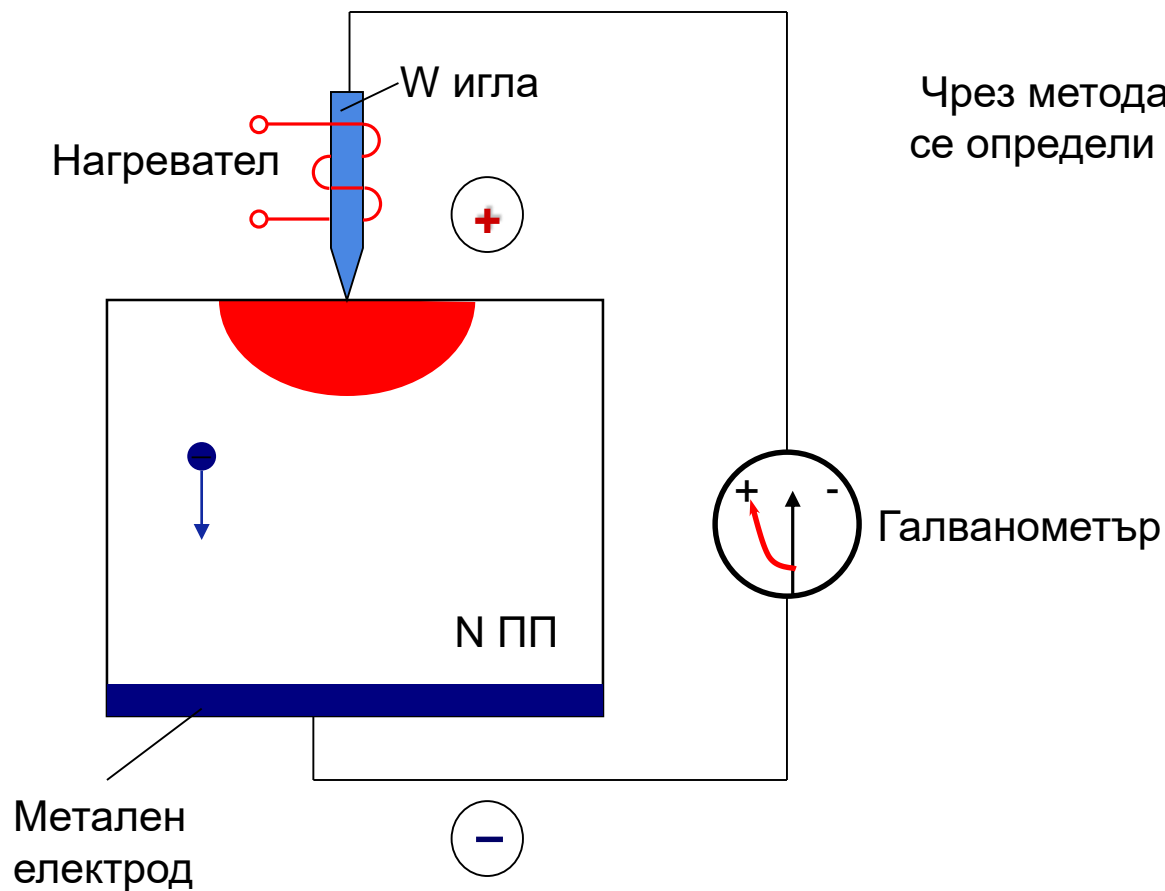 W игла
Чрез метода
се определи
Нагревател
+
+ -
Галванометър
N ПП
Метален
електрод
−